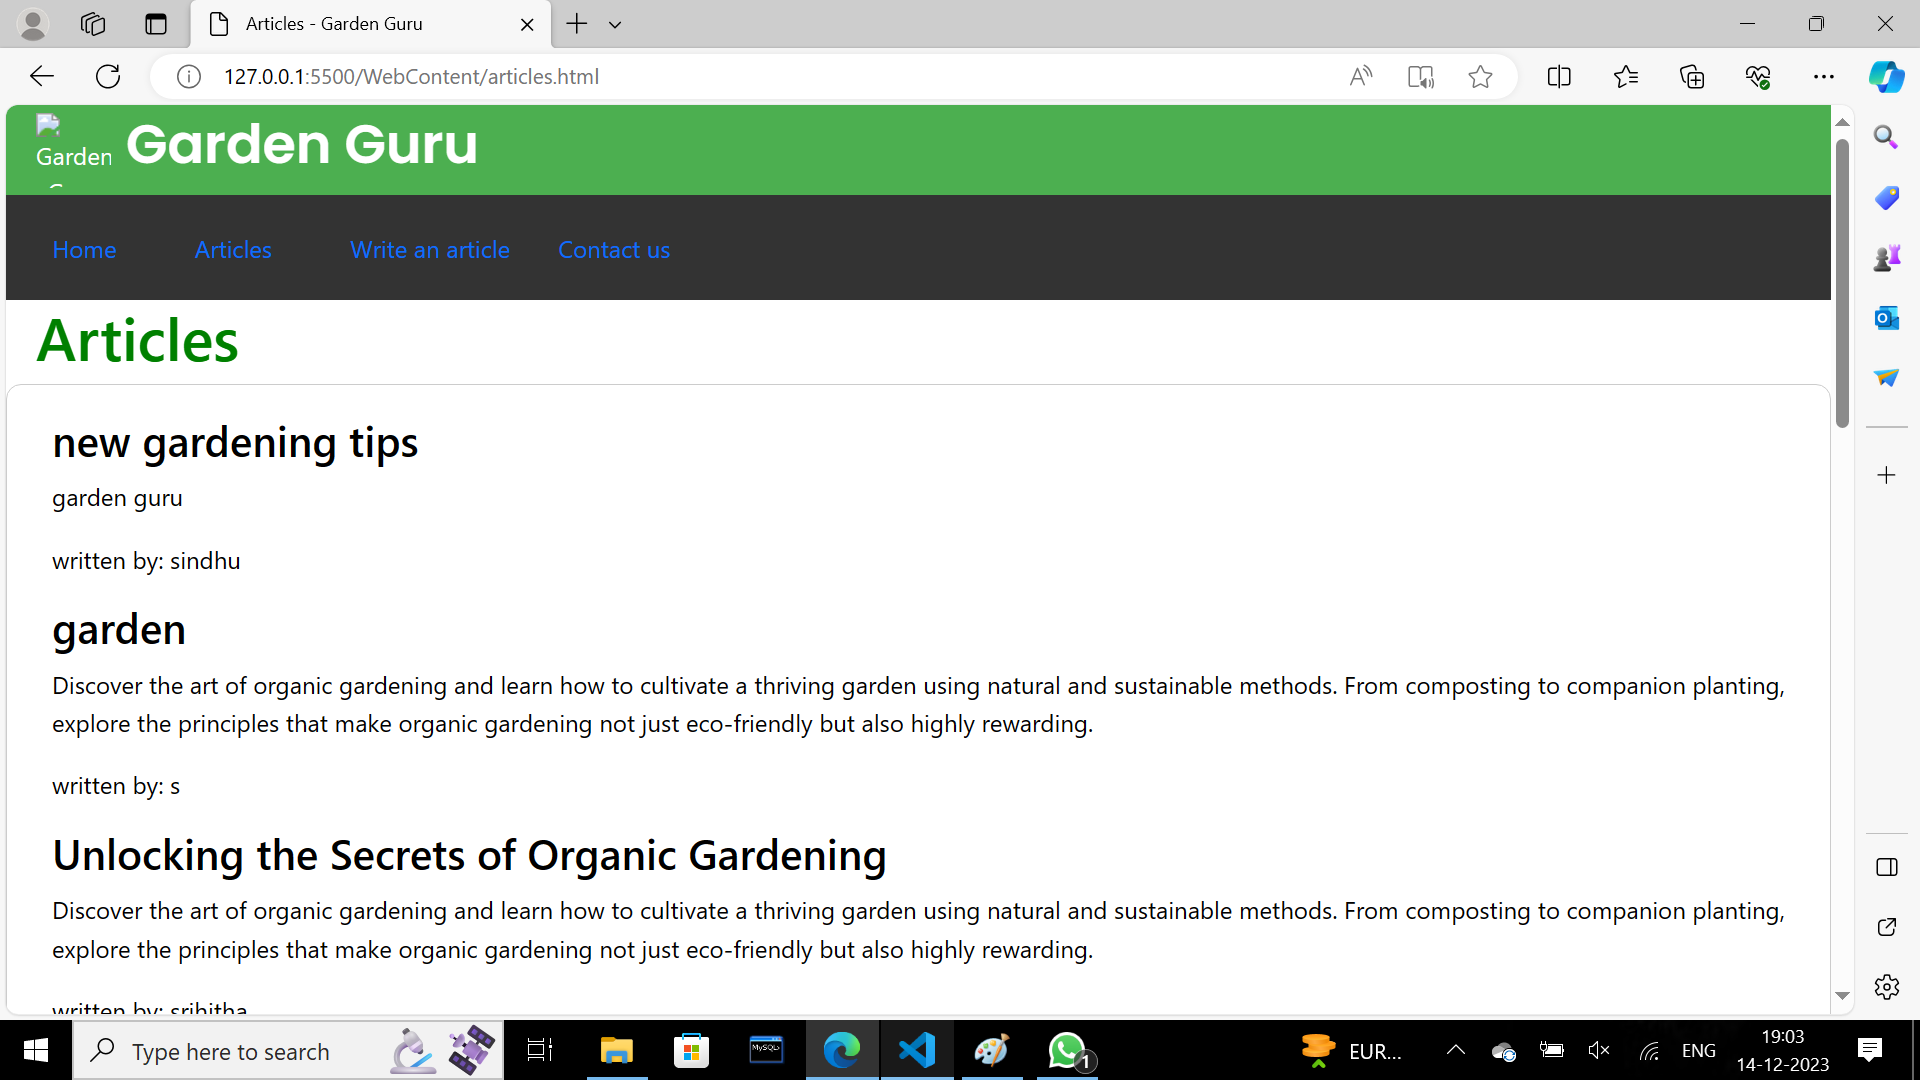 Articles - Garden Guru
127.0.0.1:5500/WebContent/articles.html
Garden
Garden Guru
Home Articles Write an article Contact us
Articles
new gardening tips
garden guru
written by: sindhu
garden
Discover the art of organic gardening and learn how to cultivate a thriving garden using natural and sustainable methods. From composting to companion planting,
explore the principles that make organic gardening not just eco-friendly but also highly rewarding.
written by: s
Unlocking the Secrets of Organic Gardening
Discover the art of organic gardening and learn how to cultivate a thriving garden using natural and sustainable methods. From composting to companion planting,
explore the principles that make organic gardening not just eco-friendly but also highly rewarding.
written by: srihitha
Type here to search
MySQL>
1
EUR...
ENG
19:03
14-12-2023